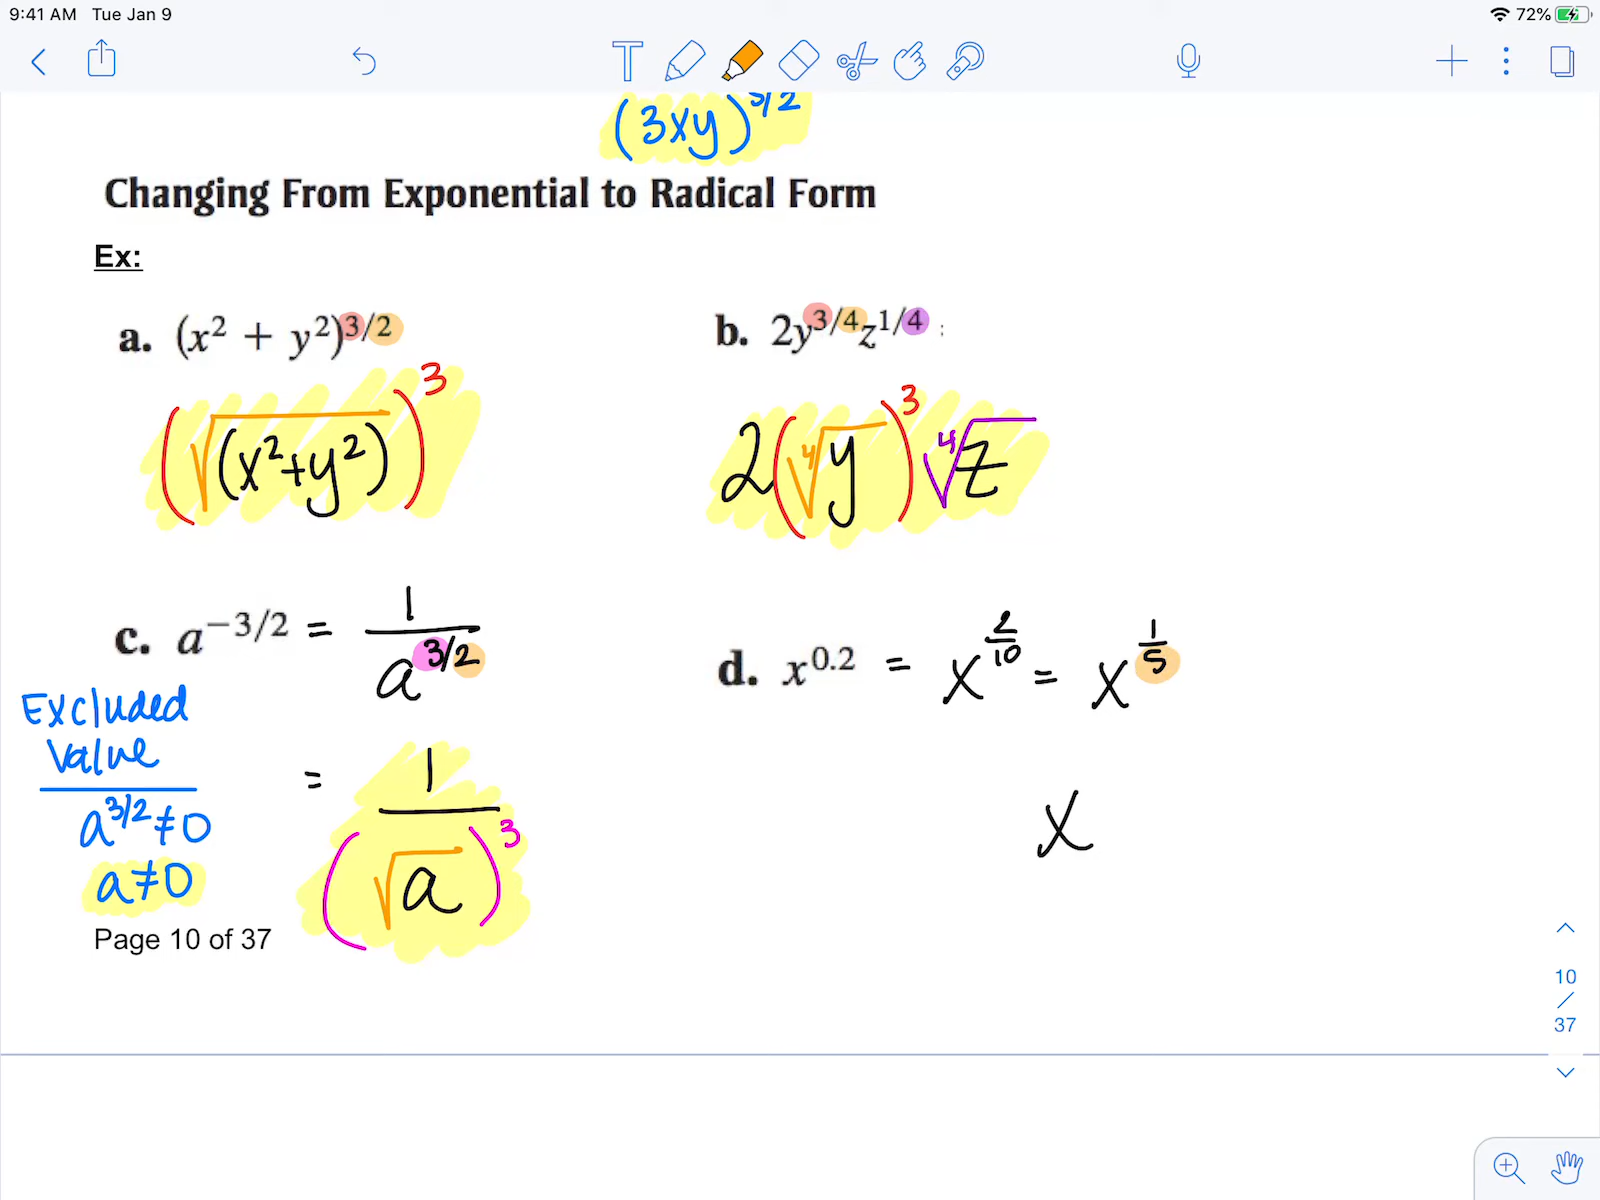 9:41 AM Tue Jan 9 72%
T
(3xy)^3/2
Changing From Exponential to Radical Form
Ex:
a. (x² + y²)^3/2
b. 2y^3/4 z^1/4 :
(√(x²+y²))³
2(⁴√y)³ ⁴√z
c. a^−3/2 = 1/a^3/2
d. x^0.2 = x^2/10 = x^1/5
Excluded
Value
a^3/2 ≠ 0
a ≠ 0
= 1/(√a)³
x
Page 10 of 37
10
/
37